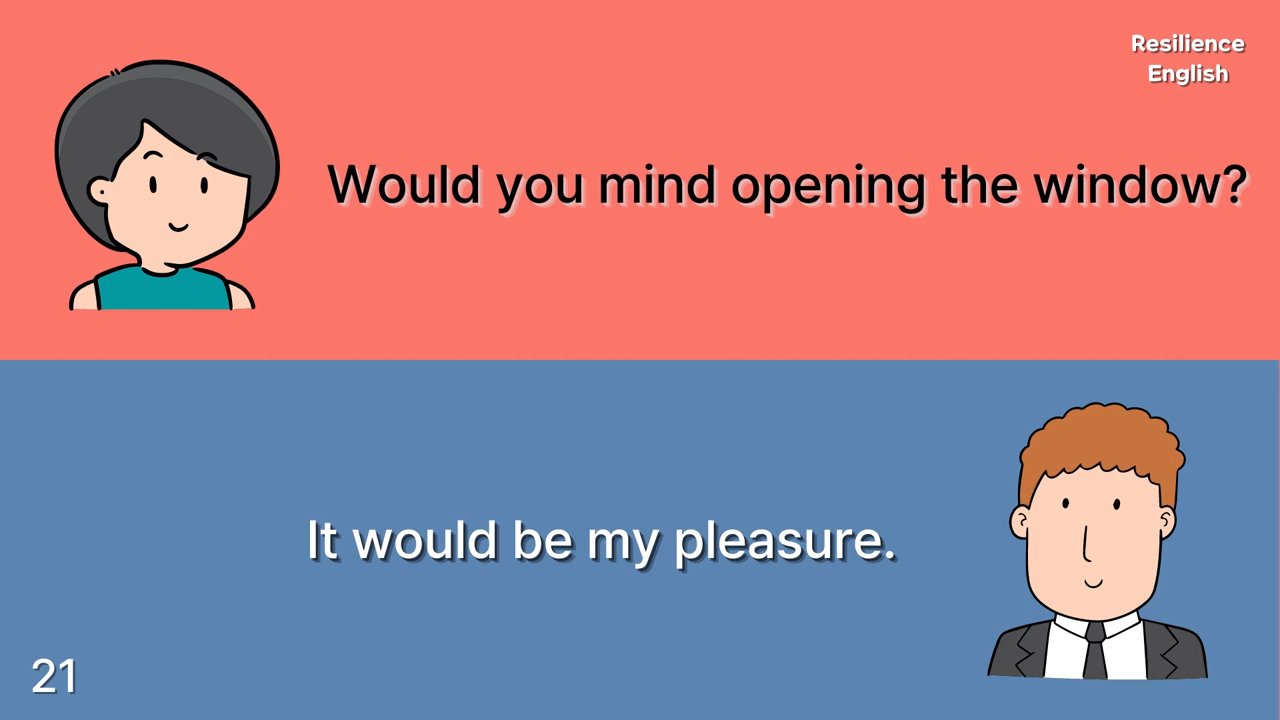 Resilience
English
Would you mind opening the window?
It would be my pleasure.
21